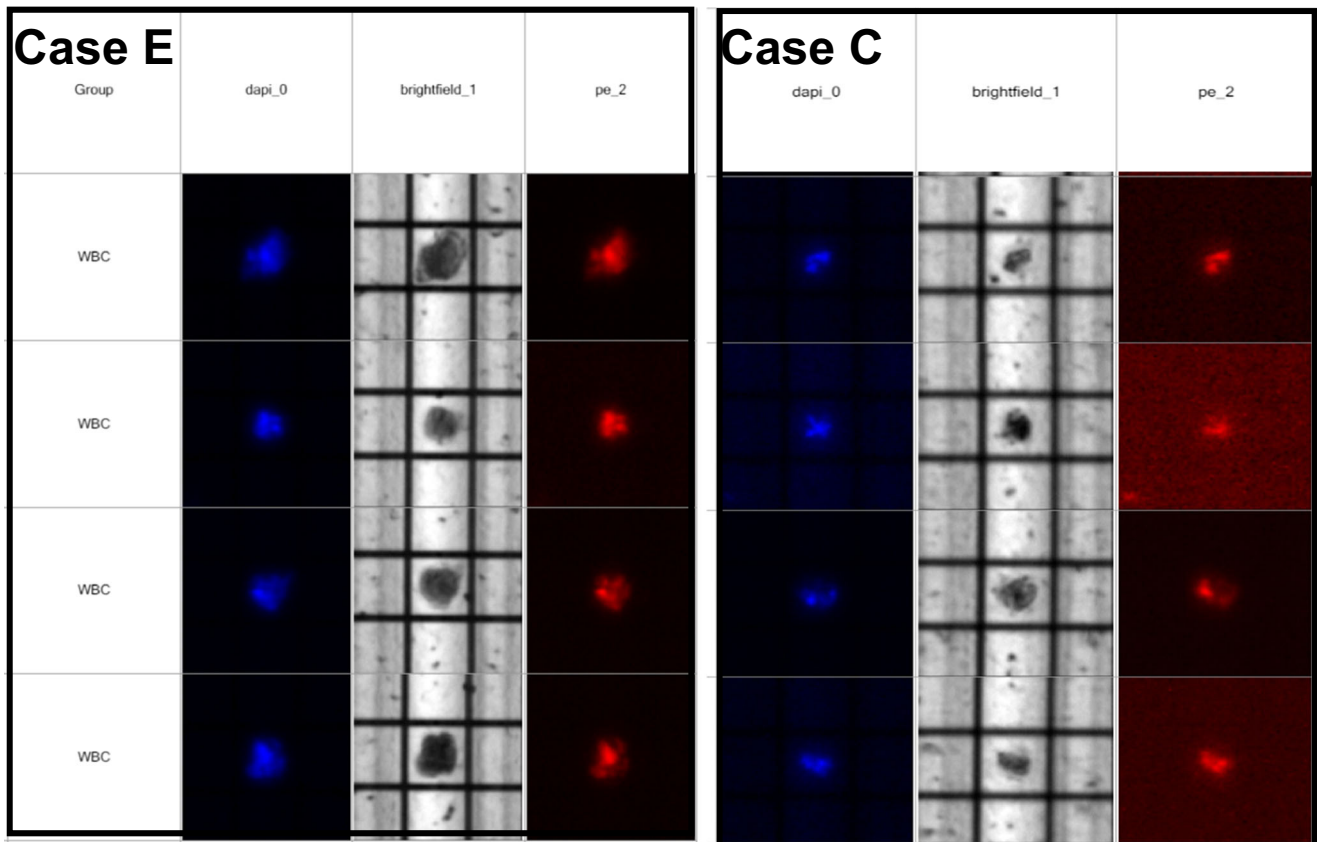 Case E
Group dapi_0 brightfield_1 pe_2
WBC
WBC
WBC
WBC
Case C
dapi_0 brightfield_1 pe_2